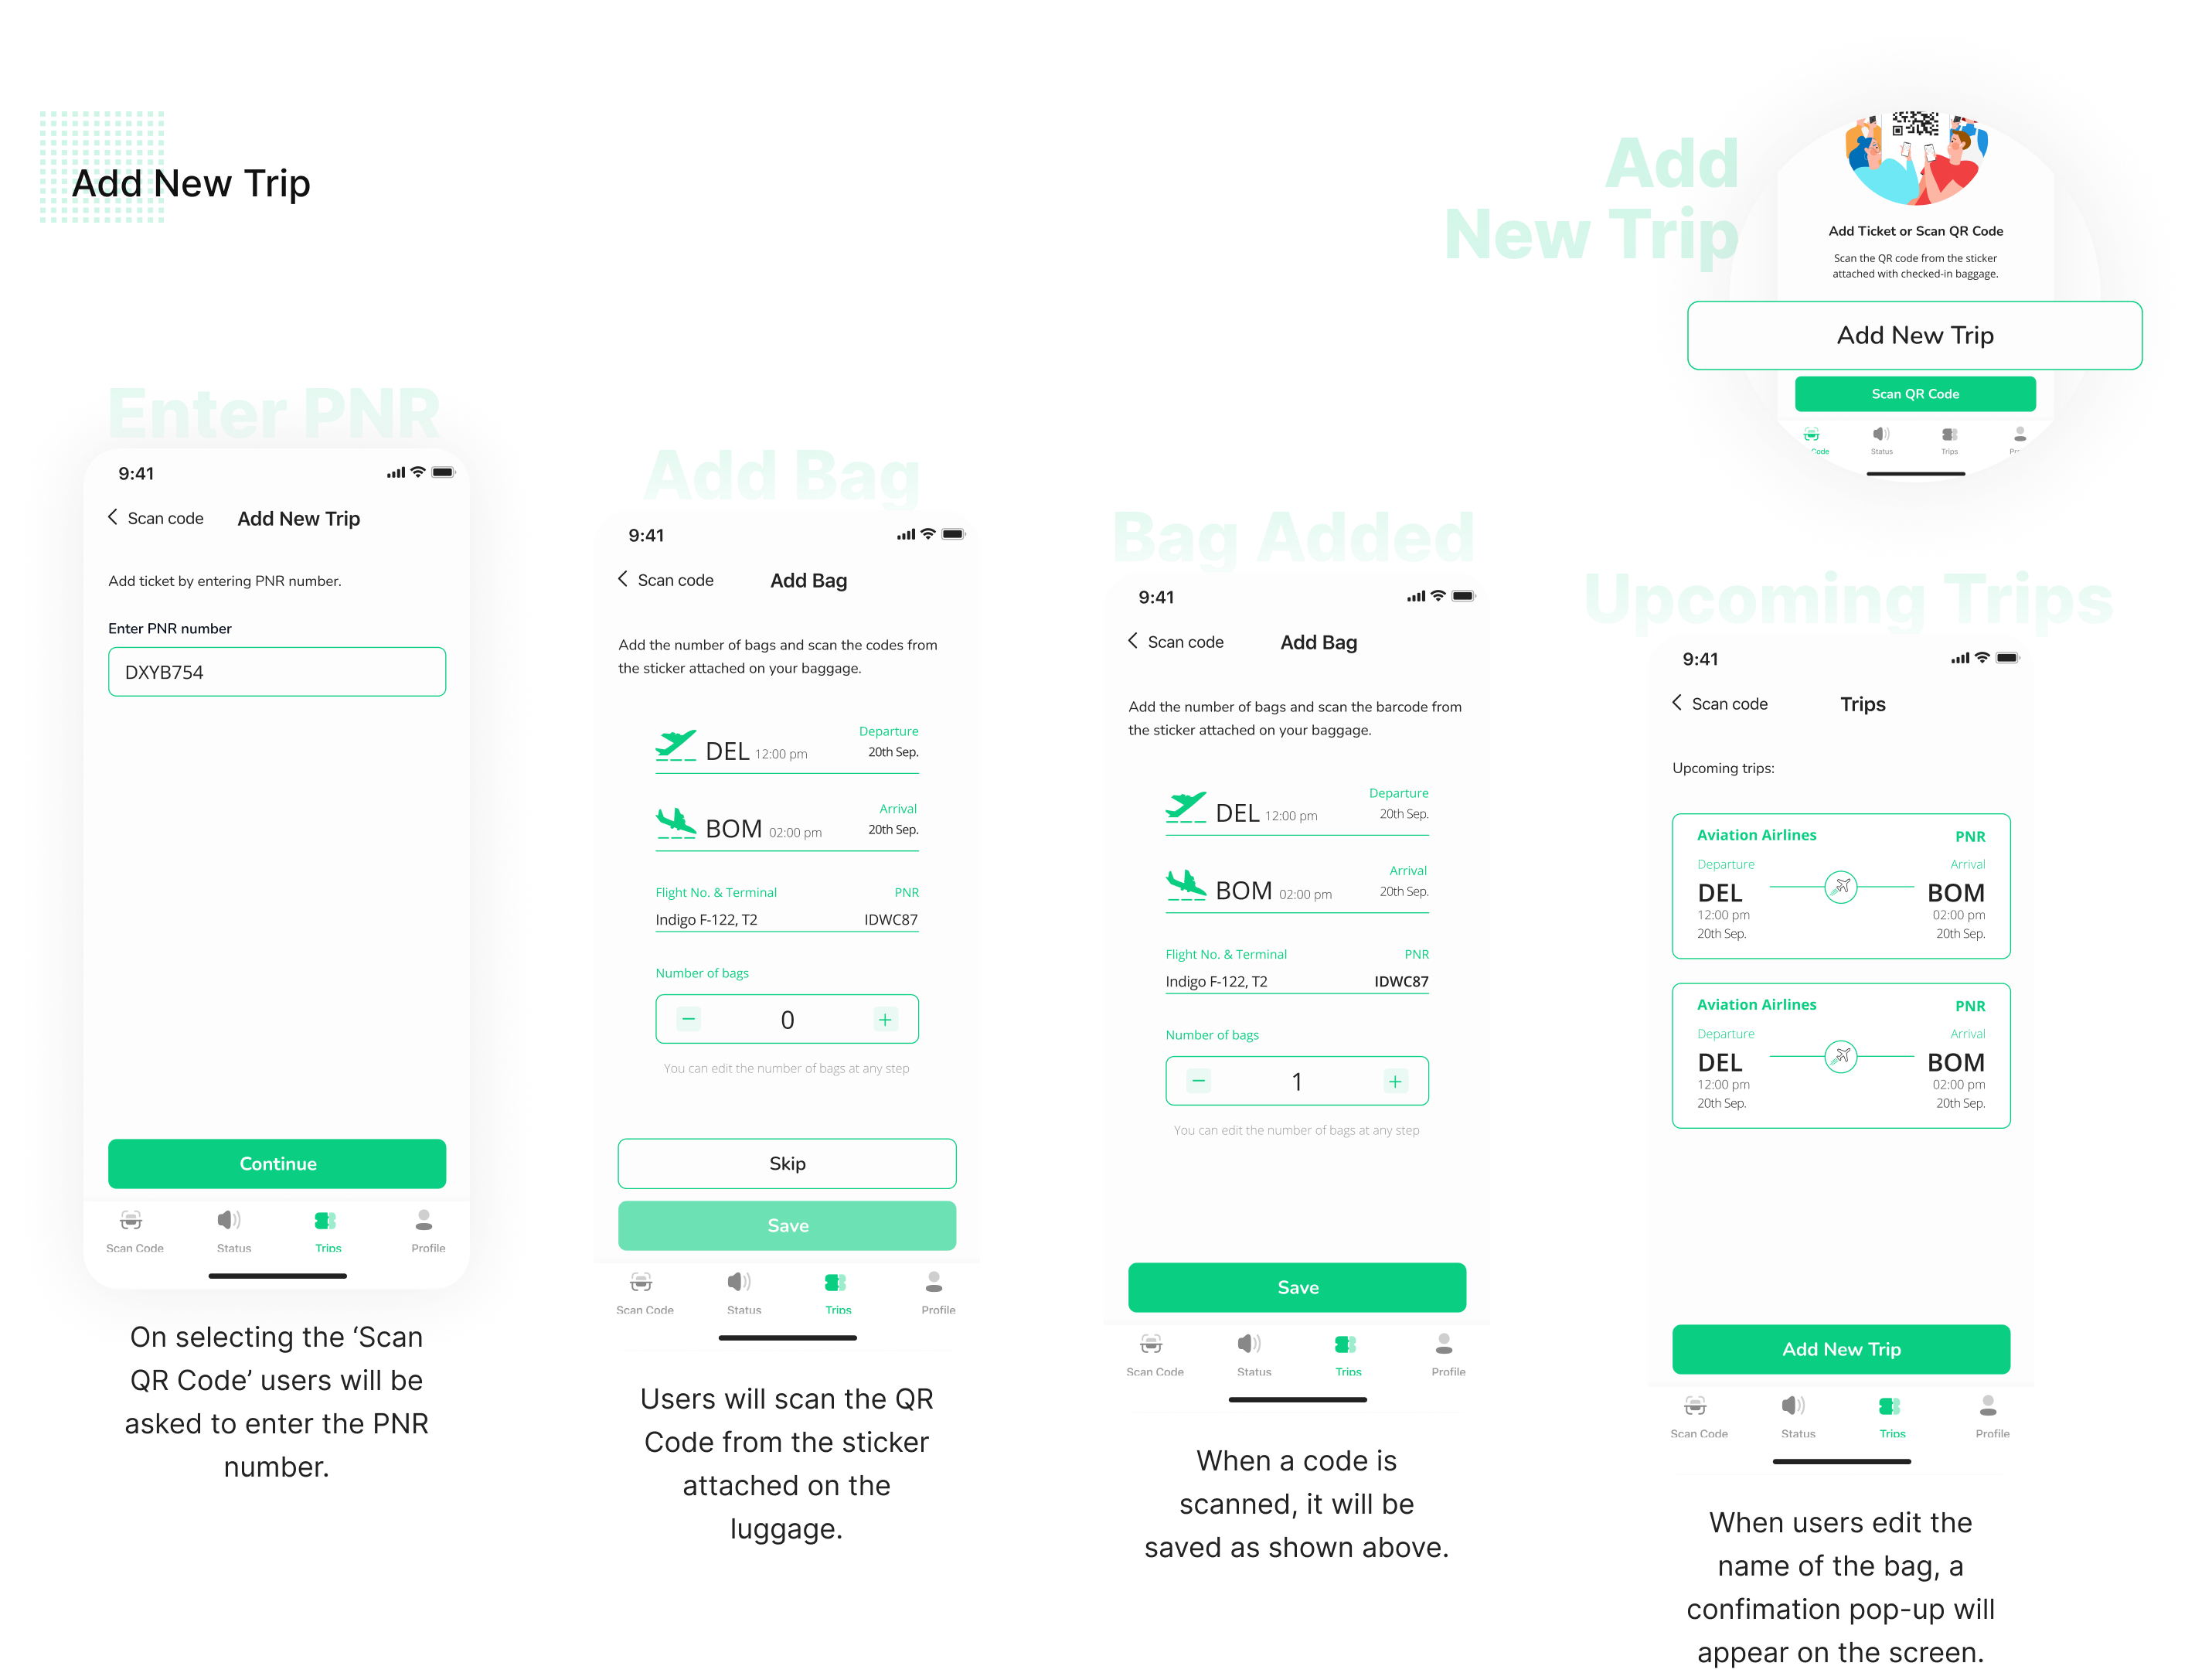 Add New Trip
Add
New Trip
Add Ticket or Scan QR Code
Scan the QR code from the sticker
attached with checked-in baggage.
Add New Trip
Scan QR Code
Code
Status
Trips
Enter PNR
9:41
Scan code
Add New Trip
Add ticket by entering PNR number.
Enter PNR number
DXYB754
Continue
Scan Code
Status
Trips
Profile
On selecting the ‘Scan
QR Code’ users will be
asked to enter the PNR
number.
Add Bag
9:41
Scan code
Add Bag
Add the number of bags and scan the codes from
the sticker attached on your baggage.
Departure
DEL 12:00 pm
20th Sep.
Arrival
BOM 02:00 pm
20th Sep.
Flight No. & Terminal
PNR
Indigo F-122, T2
IDWC87
Number of bags
0
You can edit the number of bags at any step
Skip
Save
Scan Code
Status
Trips
Profile
Users will scan the QR
Code from the sticker
attached on the
luggage.
Bag Added
9:41
Scan code
Add Bag
Add the number of bags and scan the barcode from
the sticker attached on your baggage.
Departure
DEL 12:00 pm
20th Sep.
Arrival
BOM 02:00 pm
20th Sep.
Flight No. & Terminal
PNR
Indigo F-122, T2
IDWC87
Number of bags
1
You can edit the number of bags at any step
Save
Scan Code
Status
Trips
Profile
When a code is
scanned, it will be
saved as shown above.
Upcoming Trips
9:41
Scan code
Trips
Upcoming trips:
Aviation Airlines
PNR
Departure
Arrival
DEL
BOM
12:00 pm
02:00 pm
20th Sep.
20th Sep.
Aviation Airlines
PNR
Departure
Arrival
DEL
BOM
12:00 pm
02:00 pm
20th Sep.
20th Sep.
Add New Trip
Scan Code
Status
Trips
Profile
When users edit the
name of the bag, a
confimation pop-up will
appear on the screen.